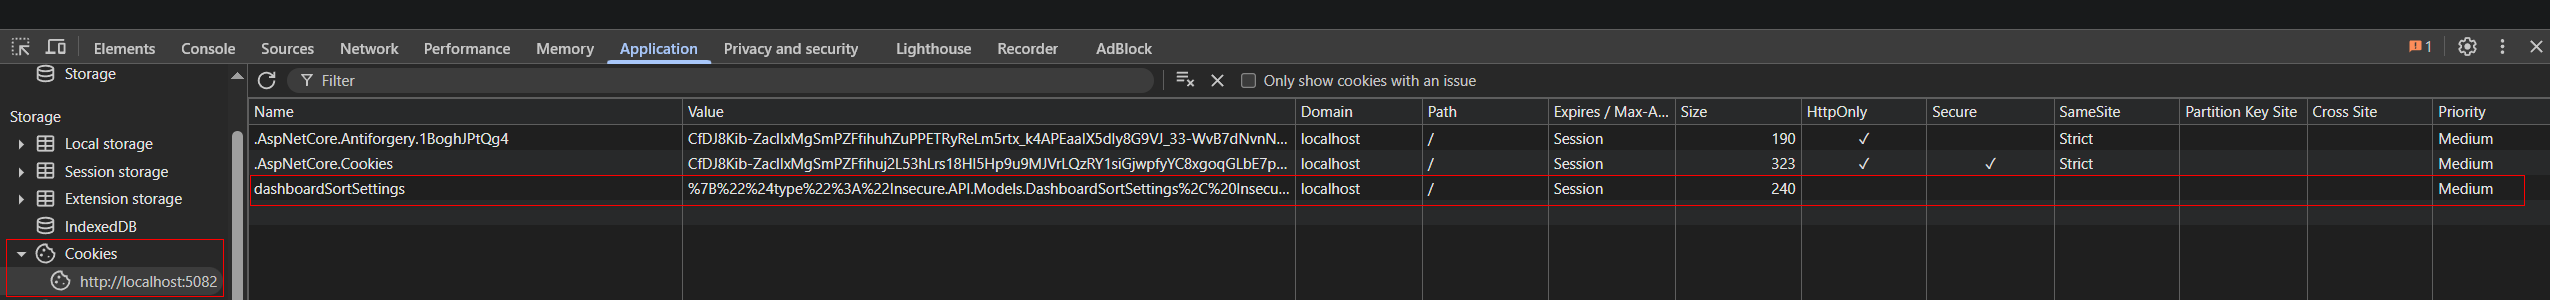 Elements Console Sources Network Performance Memory Application Privacy and security Lighthouse Recorder AdBlock 1
Storage
Filter
Only show cookies with an issue
Storage
Local storage
Session storage
Extension storage
IndexedDB
Cookies
http://localhost:5082
Name Value Domain Path Expires / Max-A... Size HttpOnly Secure SameSite Partition Key Site Cross Site Priority
.AspNetCore.Antiforgery.1BoghJPtQg4 CfDJ8Kib-ZacllxMgSmPZFfihuhZuPPETRyReLm5rtx_k4APEaaIX5dly8G9VJ_33-WvB7dNvnN... localhost / Session 190 ✓ Strict Medium
.AspNetCore.Cookies CfDJ8Kib-ZacllxMgSmPZFfihuj2L53hLrs18HI5Hp9u9MJVrLQzRY1siGjwpfyYC8xgoqGLbE7p... localhost / Session 323 ✓ ✓ Strict Medium
dashboardSortSettings %7B%22%24type%22%3A%22Insecure.API.Models.DashboardSortSettings%2C%20Insecu... localhost / Session 240 Medium